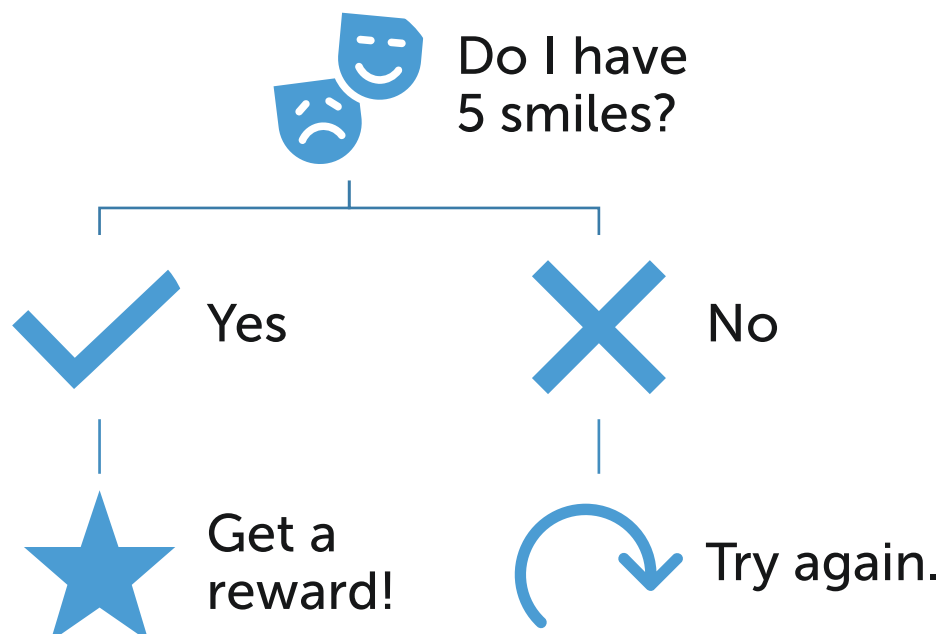 Do I have
5 smiles?
Yes
No
Get a
reward!
Try again.